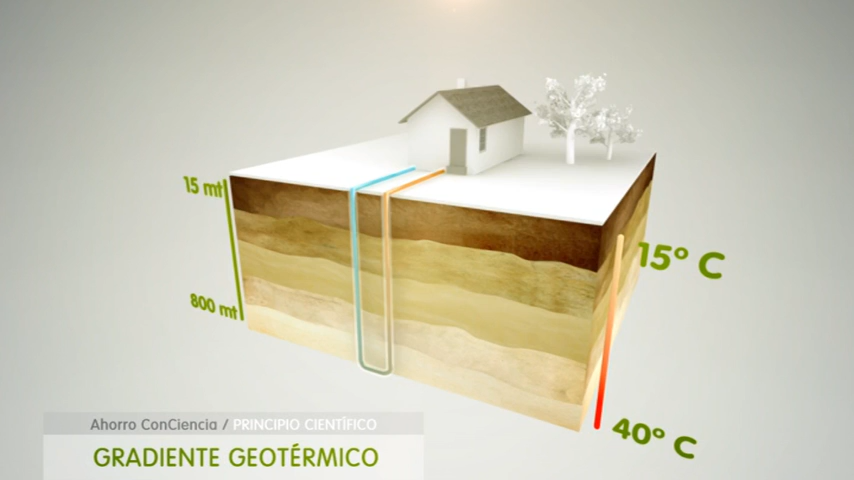 15 mt
15° C
800 mt
40° C
Ahorro ConCiencia / PRINCIPIO CIENTÍFICO
GRADIENTE GEOTÉRMICO